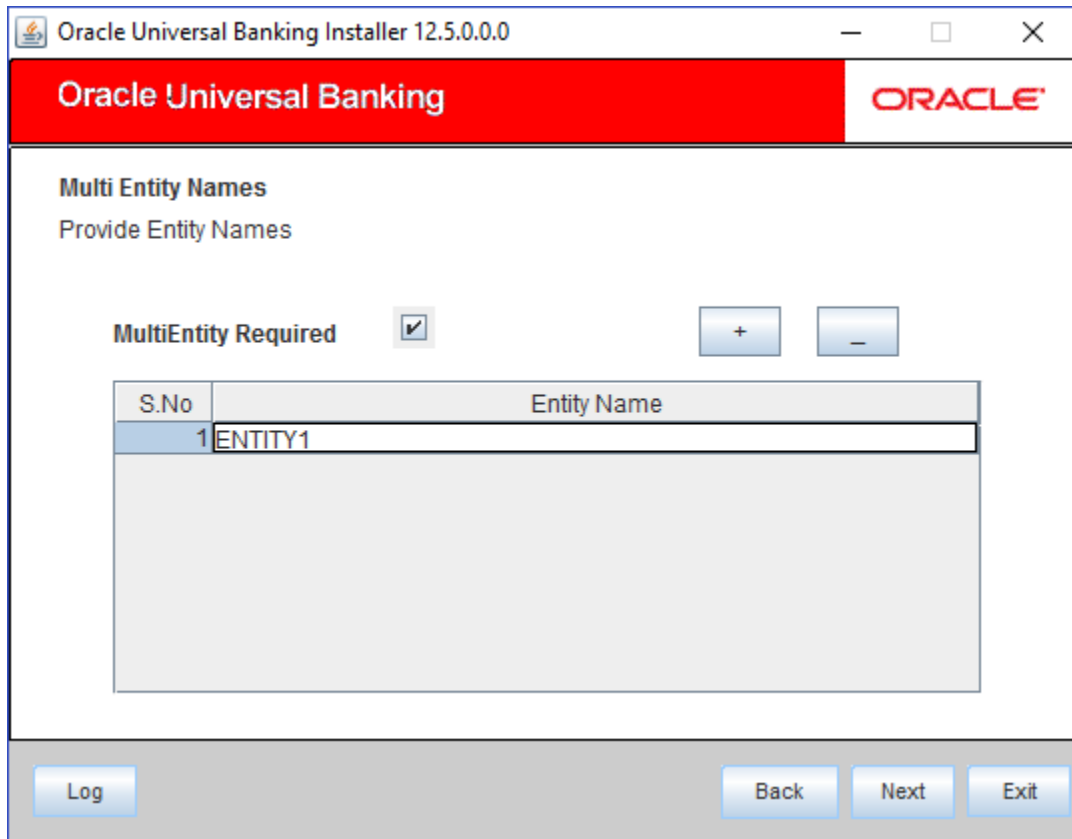 Oracle Universal Banking Installer 12.5.0.0.0
Oracle Universal Banking
ORACLE
Multi Entity Names
Provide Entity Names
MultiEntity Required
+ _
S.No Entity Name
1 ENTITY1
Log Back Next Exit